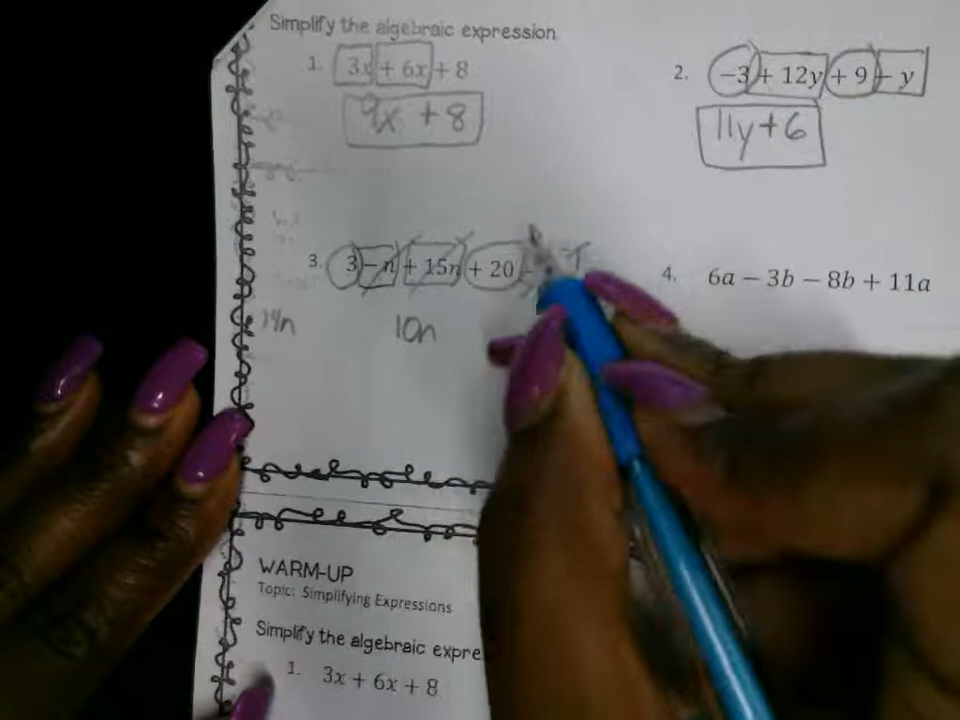 Simplify the algebraic expression
1. 3x + 6x + 8
9x + 8
2. −3 + 12y + 9 − y
11y + 6
3. 3 − n + 15n + 20 −
14n
10n
4. 6a − 3b − 8b + 11a
WARM-UP
Topic: Simplifying Expressions
Simplify the algebraic
1. 3x + 6x + 8